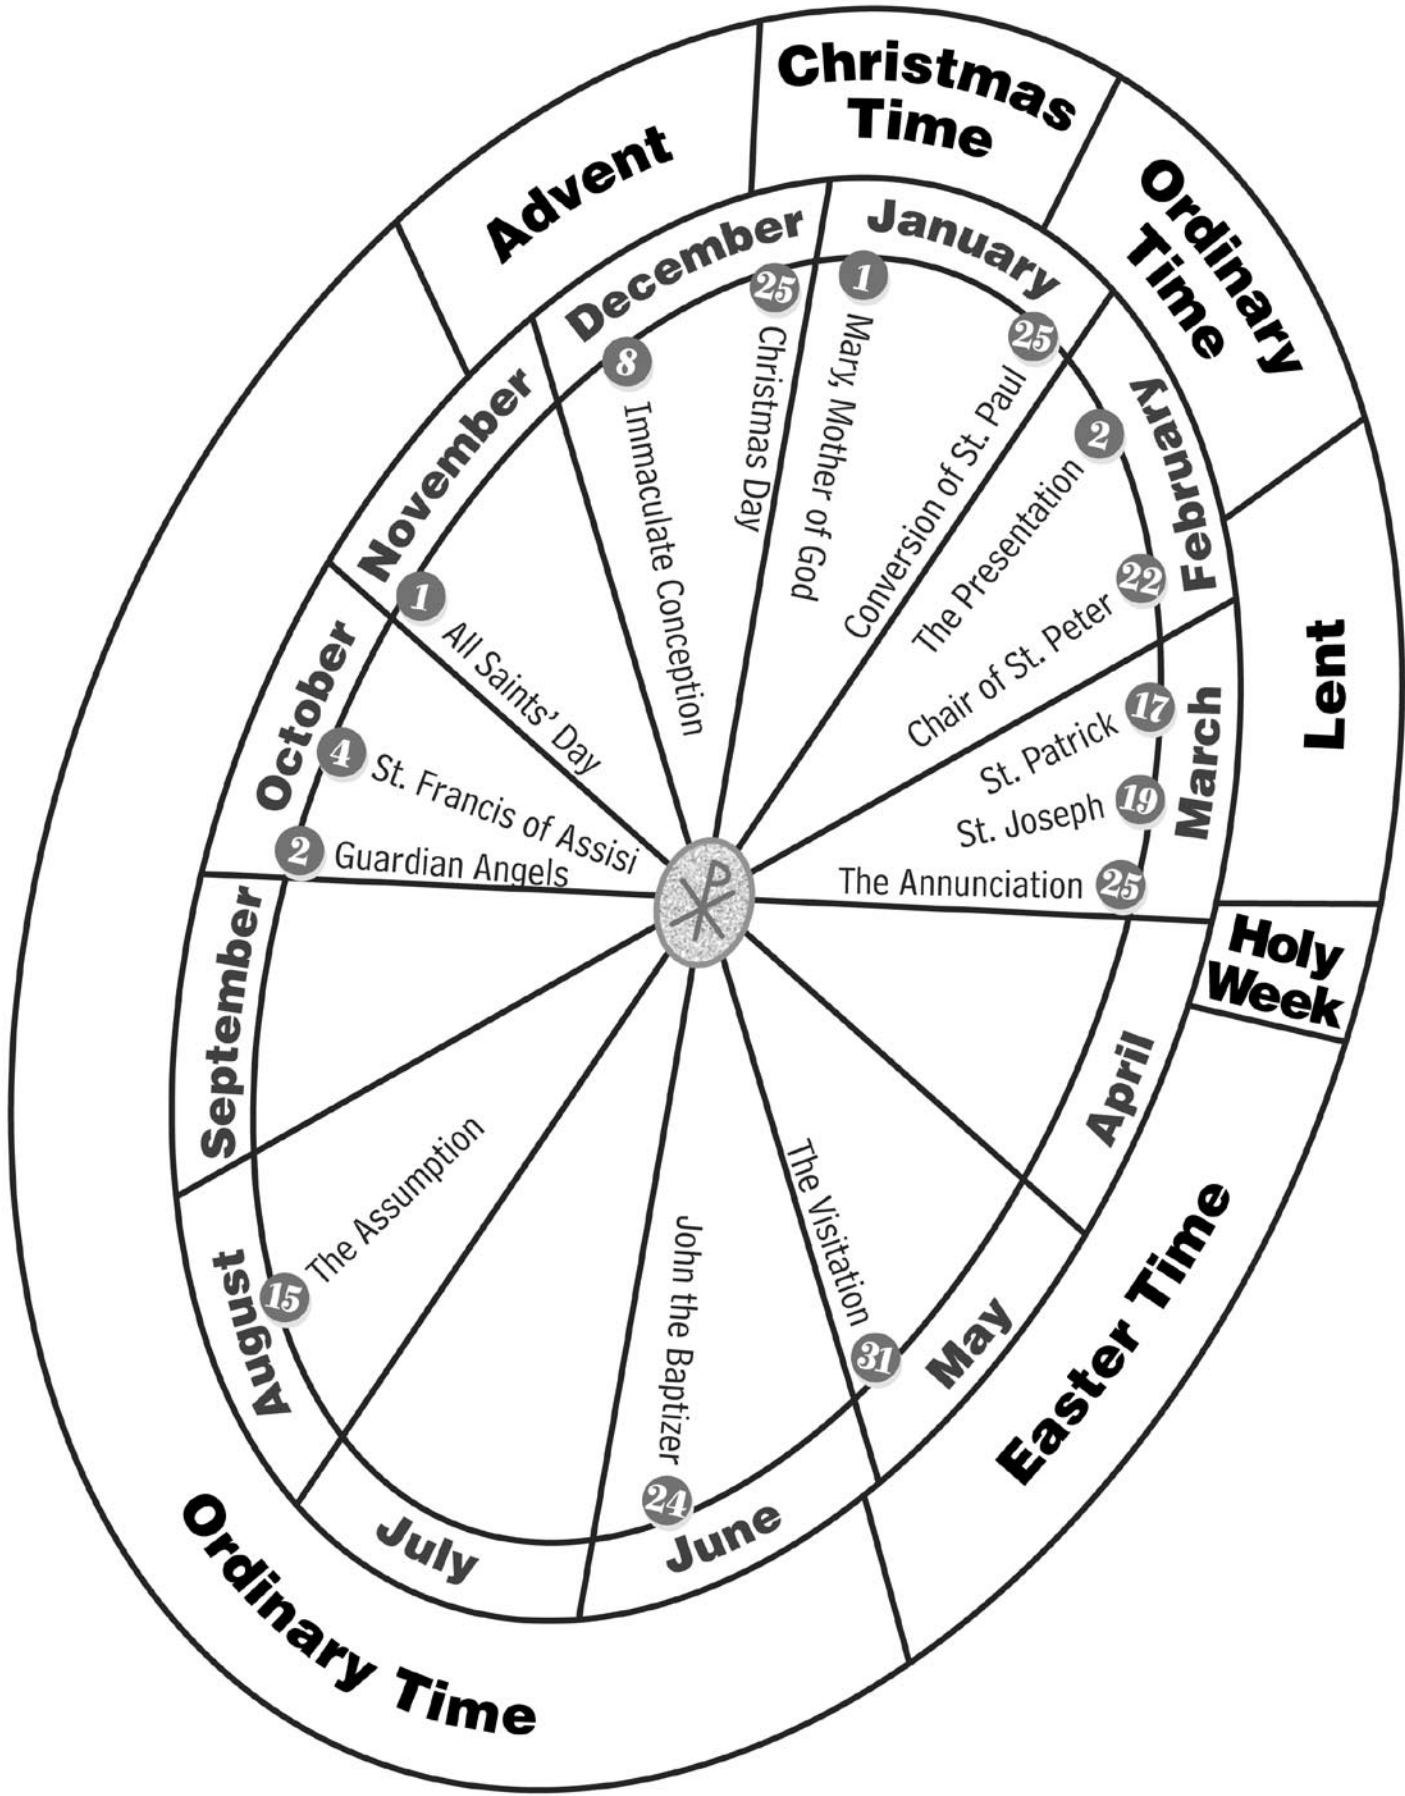 Christmas
Time
Ordinary
Time
Lent
Holy
Week
Easter Time
Ordinary Time
Advent
January
1 Mary, Mother of God
25 Conversion of St. Paul
February
2 The Presentation
22 Chair of St. Peter
March
17 St. Patrick
19 St. Joseph
25 The Annunciation
April
May
31 The Visitation
June
24 John the Baptizer
July
August
15 The Assumption
September
October
2 Guardian Angels
4 St. Francis of Assisi
November
1 All Saints’ Day
December
8 Immaculate Conception
25 Christmas Day